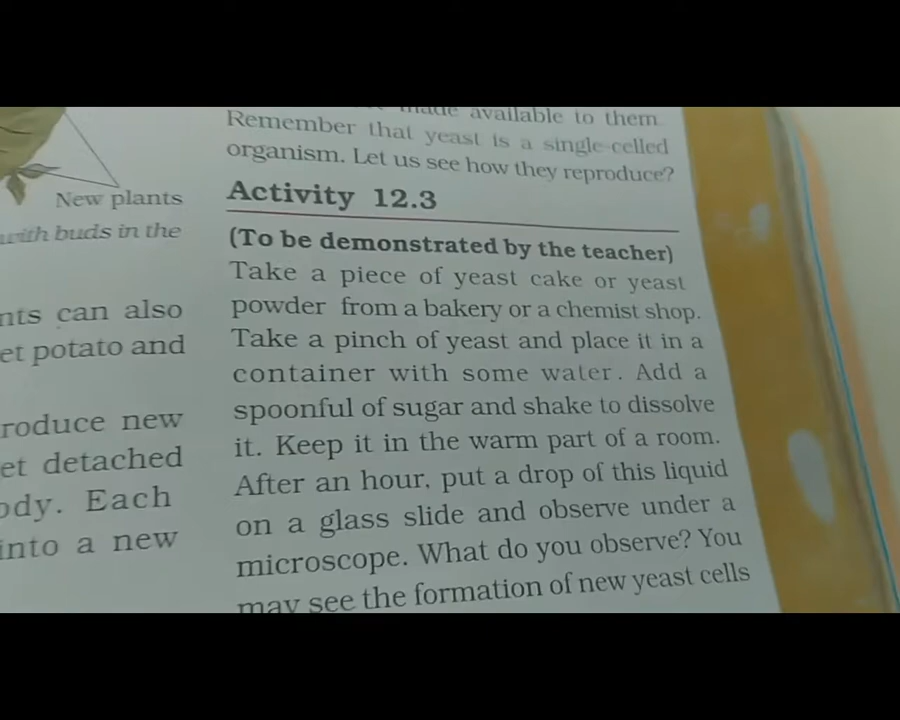 New plants
with buds in the
nts can also
et potato and
roduce new
et detached
ody. Each
into a new
made available to them
Remember that yeast is a single-celled
organism. Let us see how they reproduce?
Activity 12.3
(To be demonstrated by the teacher)
Take a piece of yeast cake or yeast
powder from a bakery or a chemist shop.
Take a pinch of yeast and place it in a
container with some water. Add a
spoonful of sugar and shake to dissolve
it. Keep it in the warm part of a room.
After an hour, put a drop of this liquid
on a glass slide and observe under a
microscope. What do you observe? You
may see the formation of new yeast cells